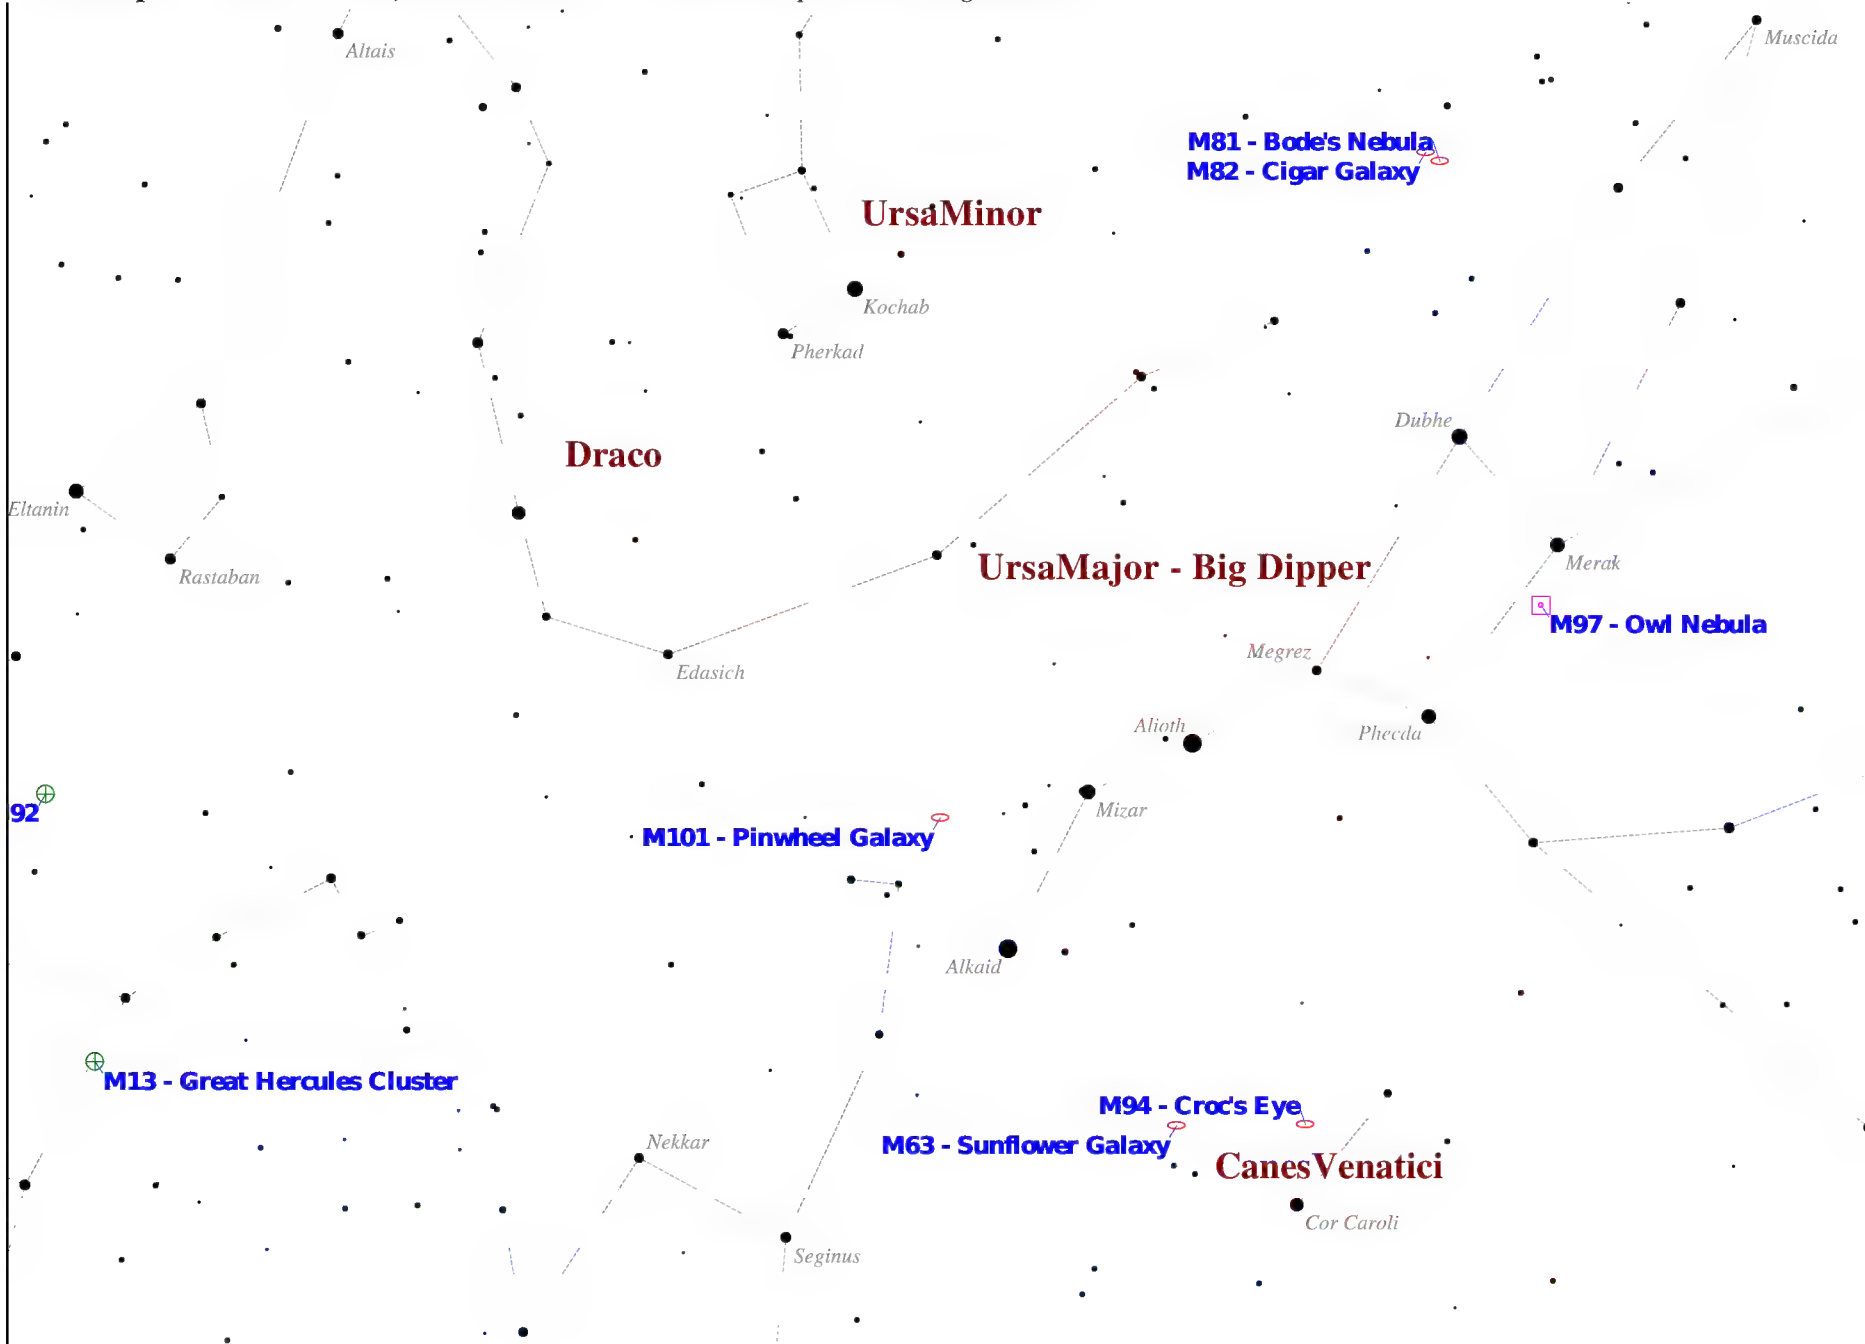 Altais
Muscida
M81 - Bode's Nebula
M82 - Cigar Galaxy
UrsaMinor
Kochab
Pherkad
Dubhe
Draco
Eltanin
Rastaban
UrsaMajor - Big Dipper
Merak
M97 - Owl Nebula
Megrez
Edasich
Alioth
Phecda
92
Mizar
M101 - Pinwheel Galaxy
Alkaid
M13 - Great Hercules Cluster
M94 - Croc's Eye
Nekkar
M63 - Sunflower Galaxy
CanesVenatici
Cor Caroli
Seginus